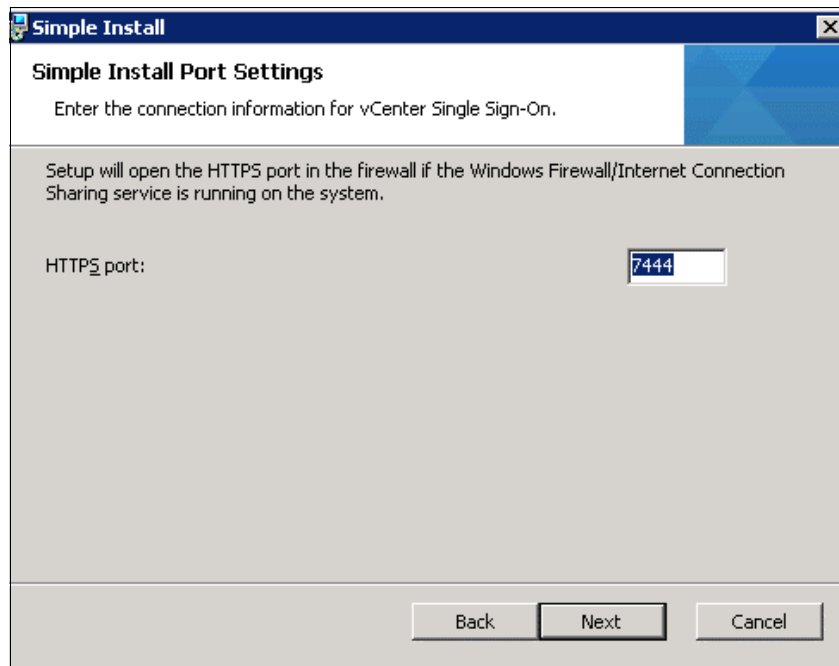 Simple Install
Simple Install Port Settings
Enter the connection information for vCenter Single Sign-On.
Setup will open the HTTPS port in the firewall if the Windows Firewall/Internet Connection
Sharing service is running on the system.
HTTPS port: 7444
Back Next Cancel